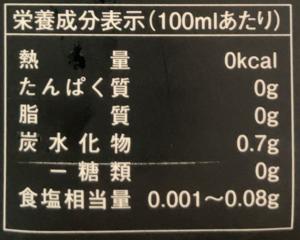 栄養成分表示(100mlあたり)
熱量 0kcal
たんぱく質 0g
脂質 0g
炭水化物 0.7g
－糖類 0g
食塩相当量 0.001〜0.08g